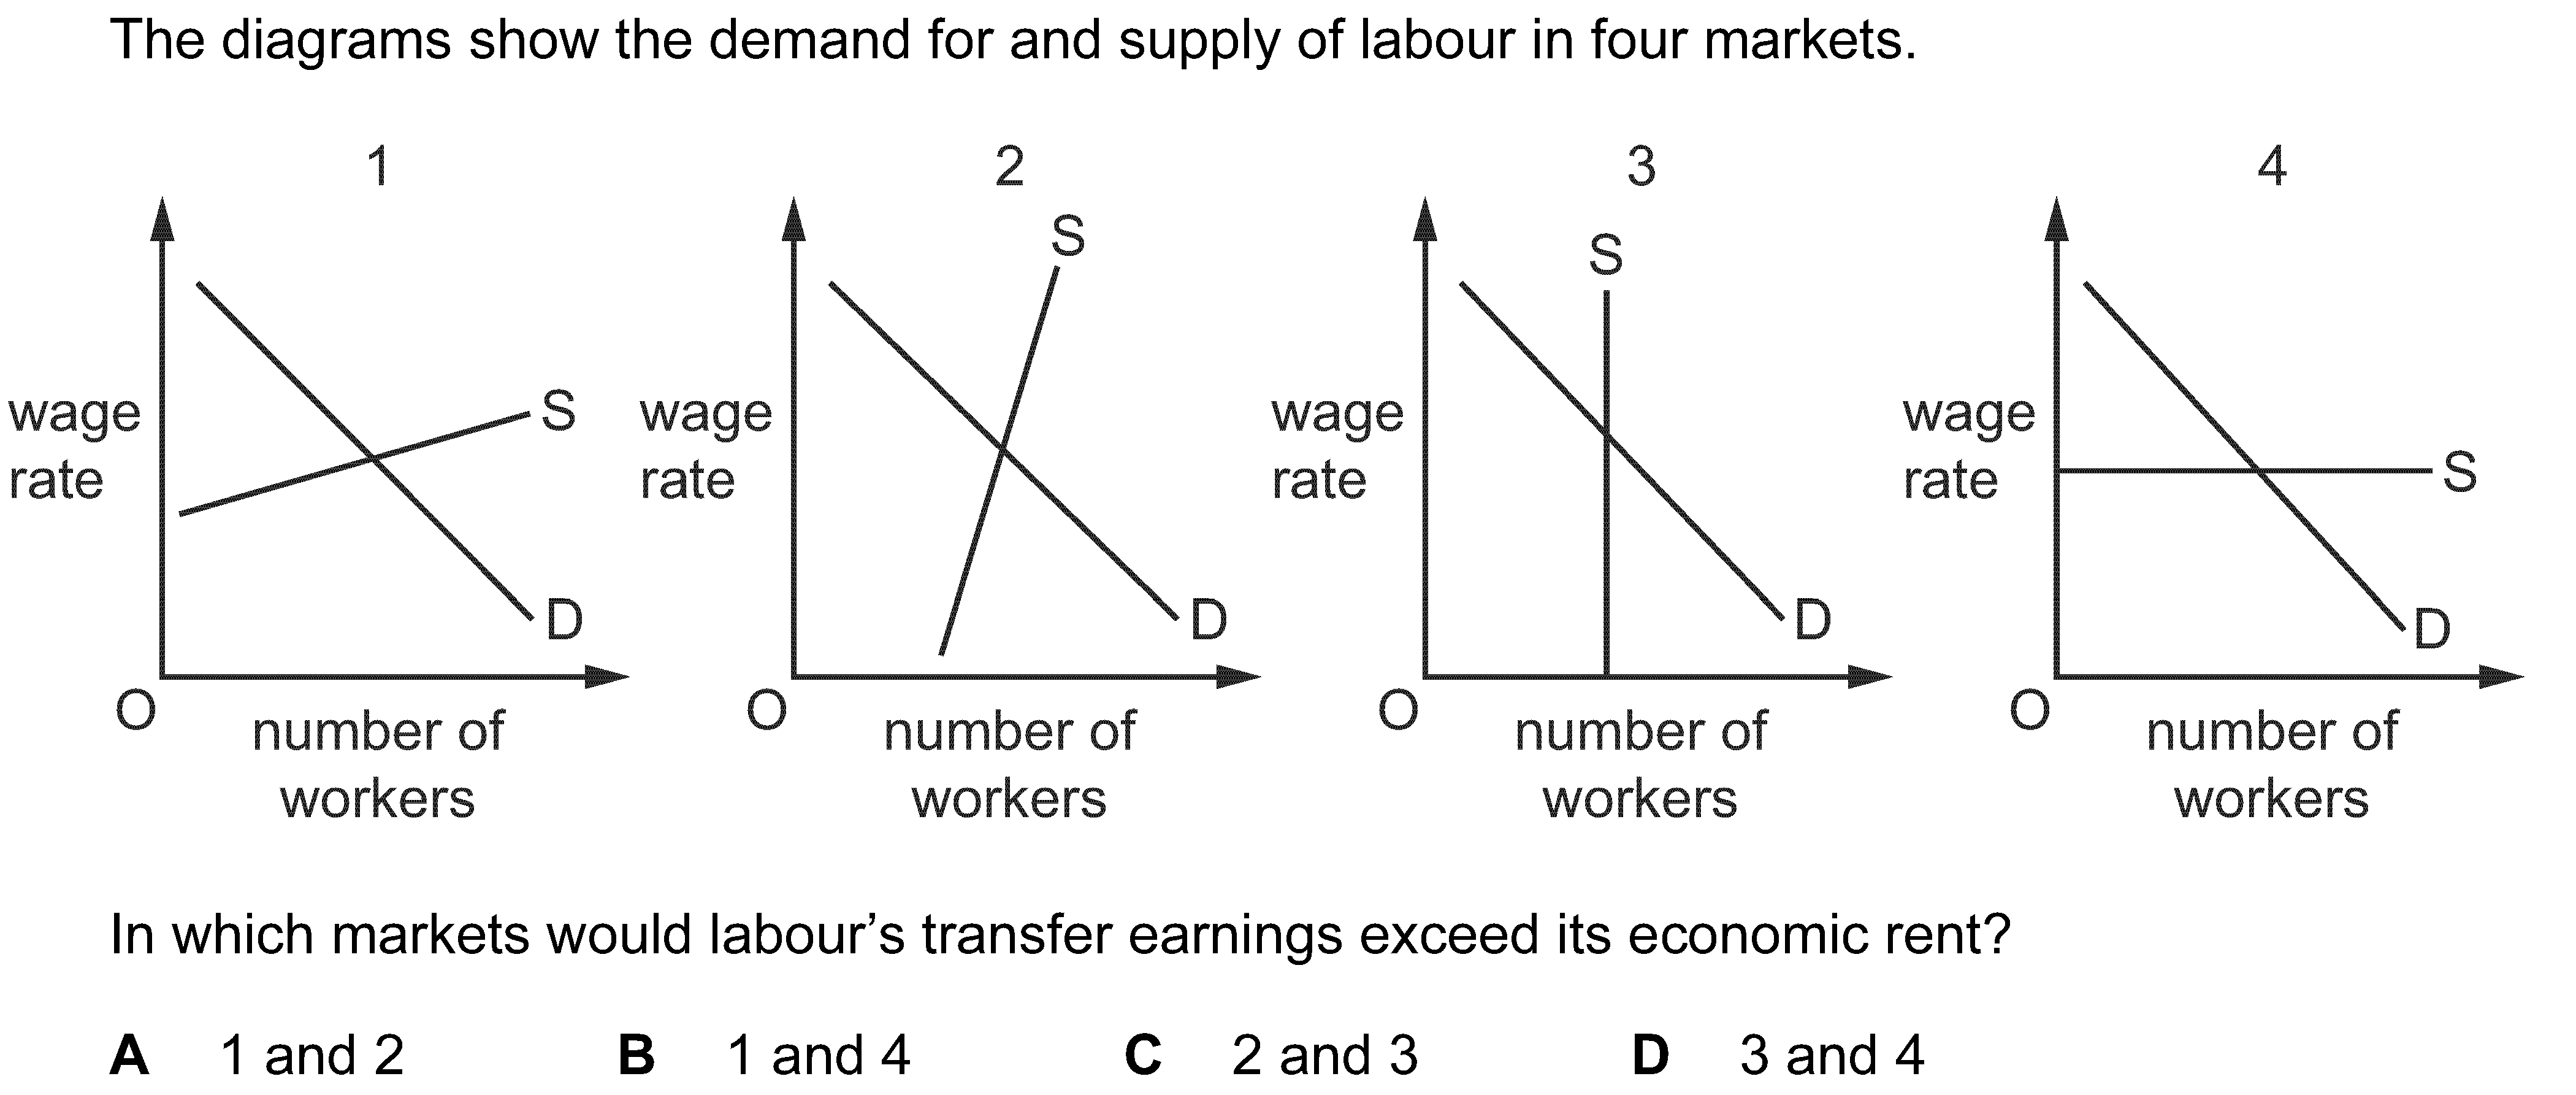 The diagrams show the demand for and supply of labour in four markets.
1
2
3
4
wage
rate
S
D
O
number of
workers
wage
rate
S
D
O
number of
workers
wage
rate
S
D
O
number of
workers
wage
rate
S
D
O
number of
workers
In which markets would labour’s transfer earnings exceed its economic rent?
A 1 and 2 B 1 and 4 C 2 and 3 D 3 and 4